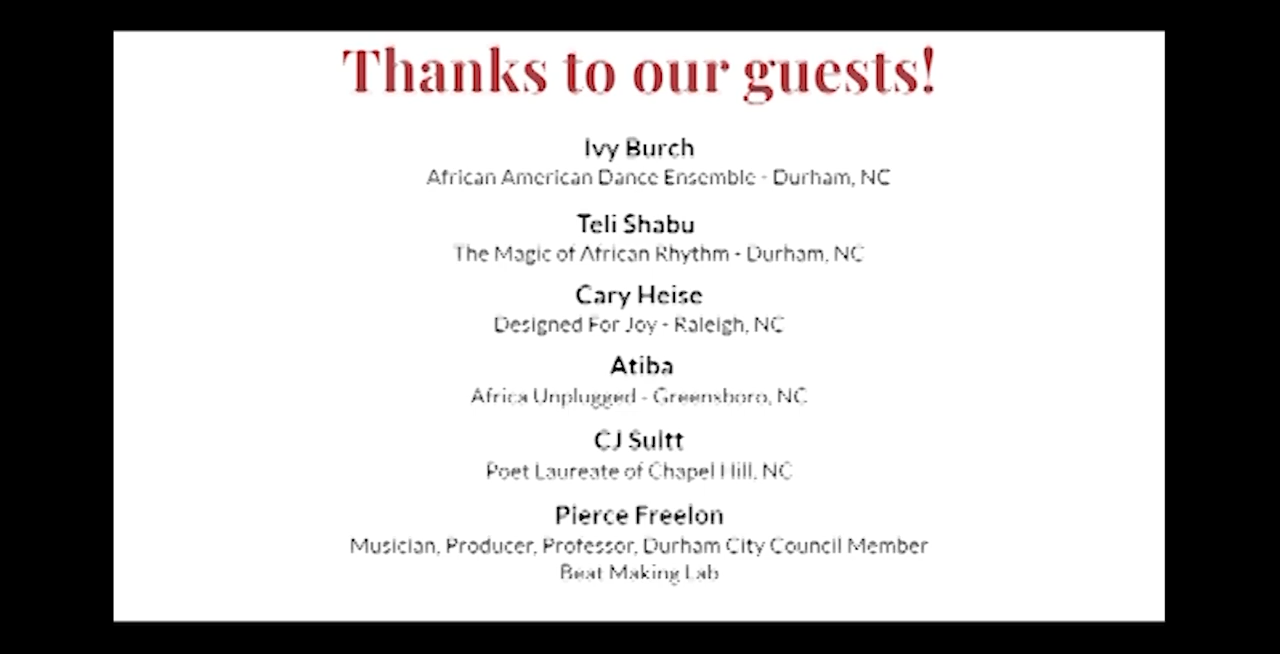 Thanks to our guests!
Ivy Burch
African American Dance Ensemble - Durham, NC
Teli Shabu
The Magic of African Rhythm - Durham, NC
Cary Heise
Designed For Joy - Raleigh, NC
Atiba
Africa Unplugged - Greensboro, NC
CJ Suitt
Poet Laureate of Chapel Hill, NC
Pierce Freelon
Musician, Producer, Professor, Durham City Council Member
Beat Making Lab